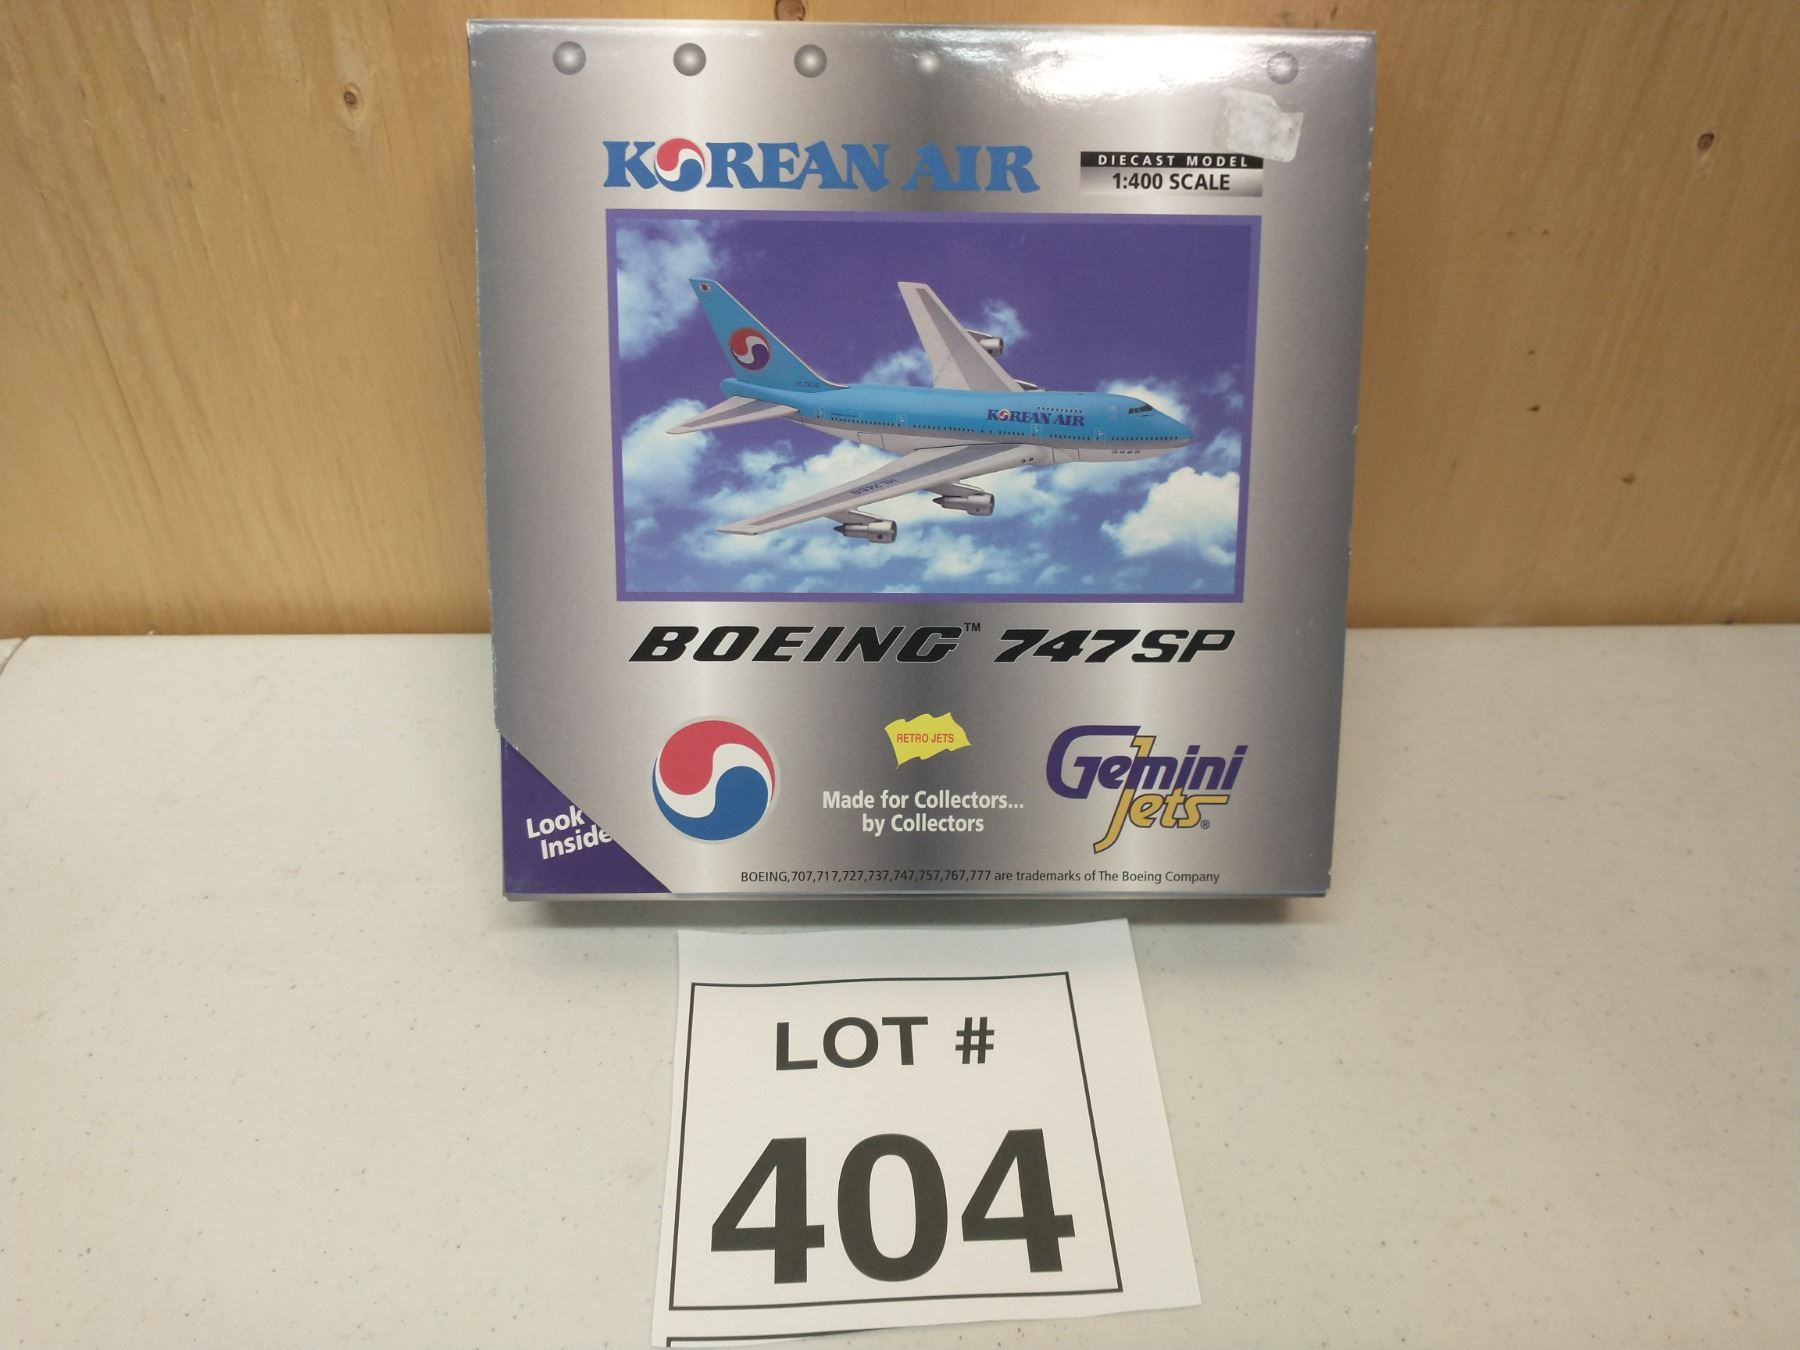 KOREAN AIR
DIECAST MODEL
1:400 SCALE
KOREAN AIR
BOEING™ 747SP
RETRO JETS
Made for Collectors...
by Collectors
Gemini
Jets®
Look
Inside
BOEING,707,717,727,737,747,757,767,777 are trademarks of The Boeing Company
LOT #
404